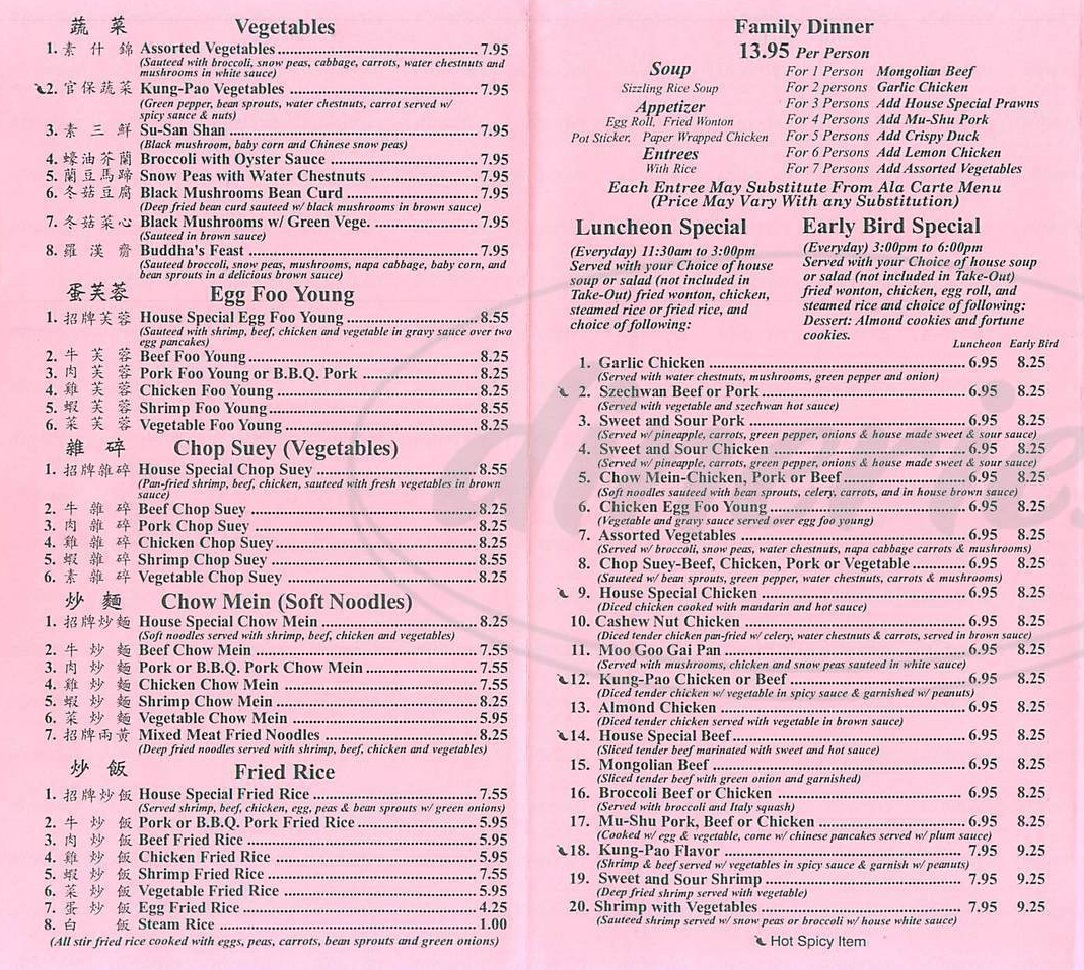 蔬 菜 Vegetables
1. 素 什 錦 Assorted Vegetables 7.95
(Sauteed with broccoli, snow peas, cabbage, carrots, water chestnuts and
mushrooms in white sauce)
2. 官保蔬菜 Kung-Pao Vegetables 7.95
(Green pepper, bean sprouts, water chestnuts, carrot served w/
spicy sauce & nuts)
3. 素 三 鮮 Su-San Shan 7.95
(Black mushroom, baby corn and Chinese snow peas)
4. 蠔油芥蘭 Broccoli with Oyster Sauce 7.95
5. 蘭豆馬蹄 Snow Peas with Water Chestnuts 7.95
6. 冬菇豆腐 Black Mushrooms Bean Curd 7.95
(Deep fried bean curd sauteed w/ black mushrooms in brown sauce)
7. 冬菇菜心 Black Mushrooms w/ Green Vege. 7.95
(Sauteed in brown sauce)
8. 羅 漢 齋 Buddha's Feast 7.95
(Sauteed broccoli, snow peas, mushrooms, napa cabbage, baby corn, and
bean sprouts in a delicious brown sauce)
蛋芙蓉 Egg Foo Young
1. 招牌芙蓉 House Special Egg Foo Young 8.55
(Sauteed with shrimp, beef, chicken and vegetable in gravy sauce over two
egg pancakes)
2. 牛 芙 蓉 Beef Foo Young 8.25
3. 肉 芙 蓉 Pork Foo Young or B.B.Q. Pork 8.25
4. 雞 芙 蓉 Chicken Foo Young 8.25
5. 蝦 芙 蓉 Shrimp Foo Young 8.55
6. 菜 芙 蓉 Vegetable Foo Young 8.25
雜 碎 Chop Suey (Vegetables)
1. 招牌雜碎 House Special Chop Suey 8.55
(Pan-fried shrimp, beef, chicken, sauteed with fresh vegetables in brown
sauce)
2. 牛 雜 碎 Beef Chop Suey 8.25
3. 肉 雜 碎 Pork Chop Suey 8.25
4. 雞 雜 碎 Chicken Chop Suey 8.25
5. 蝦 雜 碎 Shrimp Chop Suey 8.55
6. 素 雜 碎 Vegetable Chop Suey 8.25
炒 麵 Chow Mein (Soft Noodles)
1. 招牌炒麵 House Special Chow Mein 8.25
(Soft noodles served with shrimp, beef, chicken and vegetables)
2. 牛 炒 麵 Beef Chow Mein 7.55
3. 肉 炒 麵 Pork or B.B.Q. Pork Chow Mein 7.55
4. 雞 炒 麵 Chicken Chow Mein 7.55
5. 蝦 炒 麵 Shrimp Chow Mein 8.25
6. 菜 炒 麵 Vegetable Chow Mein 5.95
7. 招牌兩黃 Mixed Meat Fried Noodles 8.25
(Deep fried noodles served with shrimp, beef, chicken and vegetables)
炒 飯 Fried Rice
1. 招牌炒飯 House Special Fried Rice 7.55
(Served shrimp, beef, chicken, egg, peas & bean sprouts w/ green onions)
2. 牛 炒 飯 Pork or B.B.Q. Pork Fried Rice 5.95
3. 肉 炒 飯 Beef Fried Rice 5.95
4. 雞 炒 飯 Chicken Fried Rice 5.95
5. 蝦 炒 飯 Shrimp Fried Rice 7.55
6. 菜 炒 飯 Vegetable Fried Rice 5.95
7. 蛋 炒 飯 Egg Fried Rice 4.25
8. 白 飯 Steam Rice 1.00
(All stir fried rice cooked with eggs, peas, carrots, bean sprouts and green onions)
Family Dinner
13.95 Per Person
Soup
Sizzling Rice Soup
Appetizer
Egg Roll, Fried Wonton
Pot Sticker, Paper Wrapped Chicken
Entrees
With Rice
For 1 Person Mongolian Beef
For 2 persons Garlic Chicken
For 3 Persons Add House Special Prawns
For 4 Persons Add Mu-Shu Pork
For 5 Persons Add Crispy Duck
For 6 Persons Add Lemon Chicken
For 7 Persons Add Assorted Vegetables
Each Entree May Substitute From Ala Carte Menu
(Price May Vary With any Substitution)
Luncheon Special
(Everyday) 11:30am to 3:00pm
Served with your Choice of house
soup or salad (not included in
Take-Out) fried wonton, chicken,
steamed rice or fried rice, and
choice of following:
Early Bird Special
(Everyday) 3:00pm to 6:00pm
Served with your Choice of house soup
or salad (not included in Take-Out)
fried wonton, chicken, egg roll, and
steamed rice and choice of following:
Dessert: Almond cookies and fortune
cookies.
Luncheon Early Bird
1. Garlic Chicken 6.95 8.25
(Served with water chestnuts, mushrooms, green pepper and onion)
2. Szechwan Beef or Pork 6.95 8.25
(Served with vegetable and szechwan hot sauce)
3. Sweet and Sour Pork 6.95 8.25
(Served w/ pineapple, carrots, green pepper, onions & house made sweet & sour sauce)
4. Sweet and Sour Chicken 6.95 8.25
(Served w/ pineapple, carrots, green pepper, onions & house made sweet & sour sauce)
5. Chow Mein-Chicken, Pork or Beef 6.95 8.25
(Soft noodles sauteed with bean sprouts, celery, carrots, and in house brown sauce)
6. Chicken Egg Foo Young 6.95 8.25
(Vegetable and gravy sauce served over egg foo young)
7. Assorted Vegetables 6.95 8.25
(Served w/ broccoli, snow peas, water chestnuts, napa cabbage carrots & mushrooms)
8. Chop Suey-Beef, Chicken, Pork or Vegetable 6.95 8.25
(Sauteed w/ bean sprouts, green pepper, water chestnuts, carrots & mushrooms)
9. House Special Chicken 6.95 8.25
(Diced chicken cooked with mandarin and hot sauce)
10. Cashew Nut Chicken 6.95 8.25
(Diced tender chicken pan-fried w/ celery, water chestnuts & carrots, served in brown sauce)
11. Moo Goo Gai Pan 6.95 8.25
(Served with mushrooms, chicken and snow peas sauteed in white sauce)
12. Kung-Pao Chicken or Beef 6.95 8.25
(Diced tender chicken w/ vegetable in spicy sauce & garnished w/ peanuts)
13. Almond Chicken 6.95 8.25
(Diced tender chicken served with vegetable in brown sauce)
14. House Special Beef 6.95 8.25
(Sliced tender beef marinated with sweet and hot sauce)
15. Mongolian Beef 6.95 8.25
(Sliced tender beef with green onion and garnished)
16. Broccoli Beef or Chicken 6.95 8.25
(Served with broccoli and Italy squash)
17. Mu-Shu Pork, Beef or Chicken 6.95 8.25
(Cooked w/ egg & vegetable, come w/ chinese pancakes served w/ plum sauce)
18. Kung-Pao Flavor 7.95 9.25
(Shrimp & beef served w/ vegetables in spicy sauce & garnish w/ peanuts)
19. Sweet and Sour Shrimp 7.95 9.25
(Deep fried shrimp served with vegetable)
20. Shrimp with Vegetables 7.95 9.25
(Sauteed shrimp served w/ snow peas or broccoli w/ house white sauce)
Hot Spicy Item